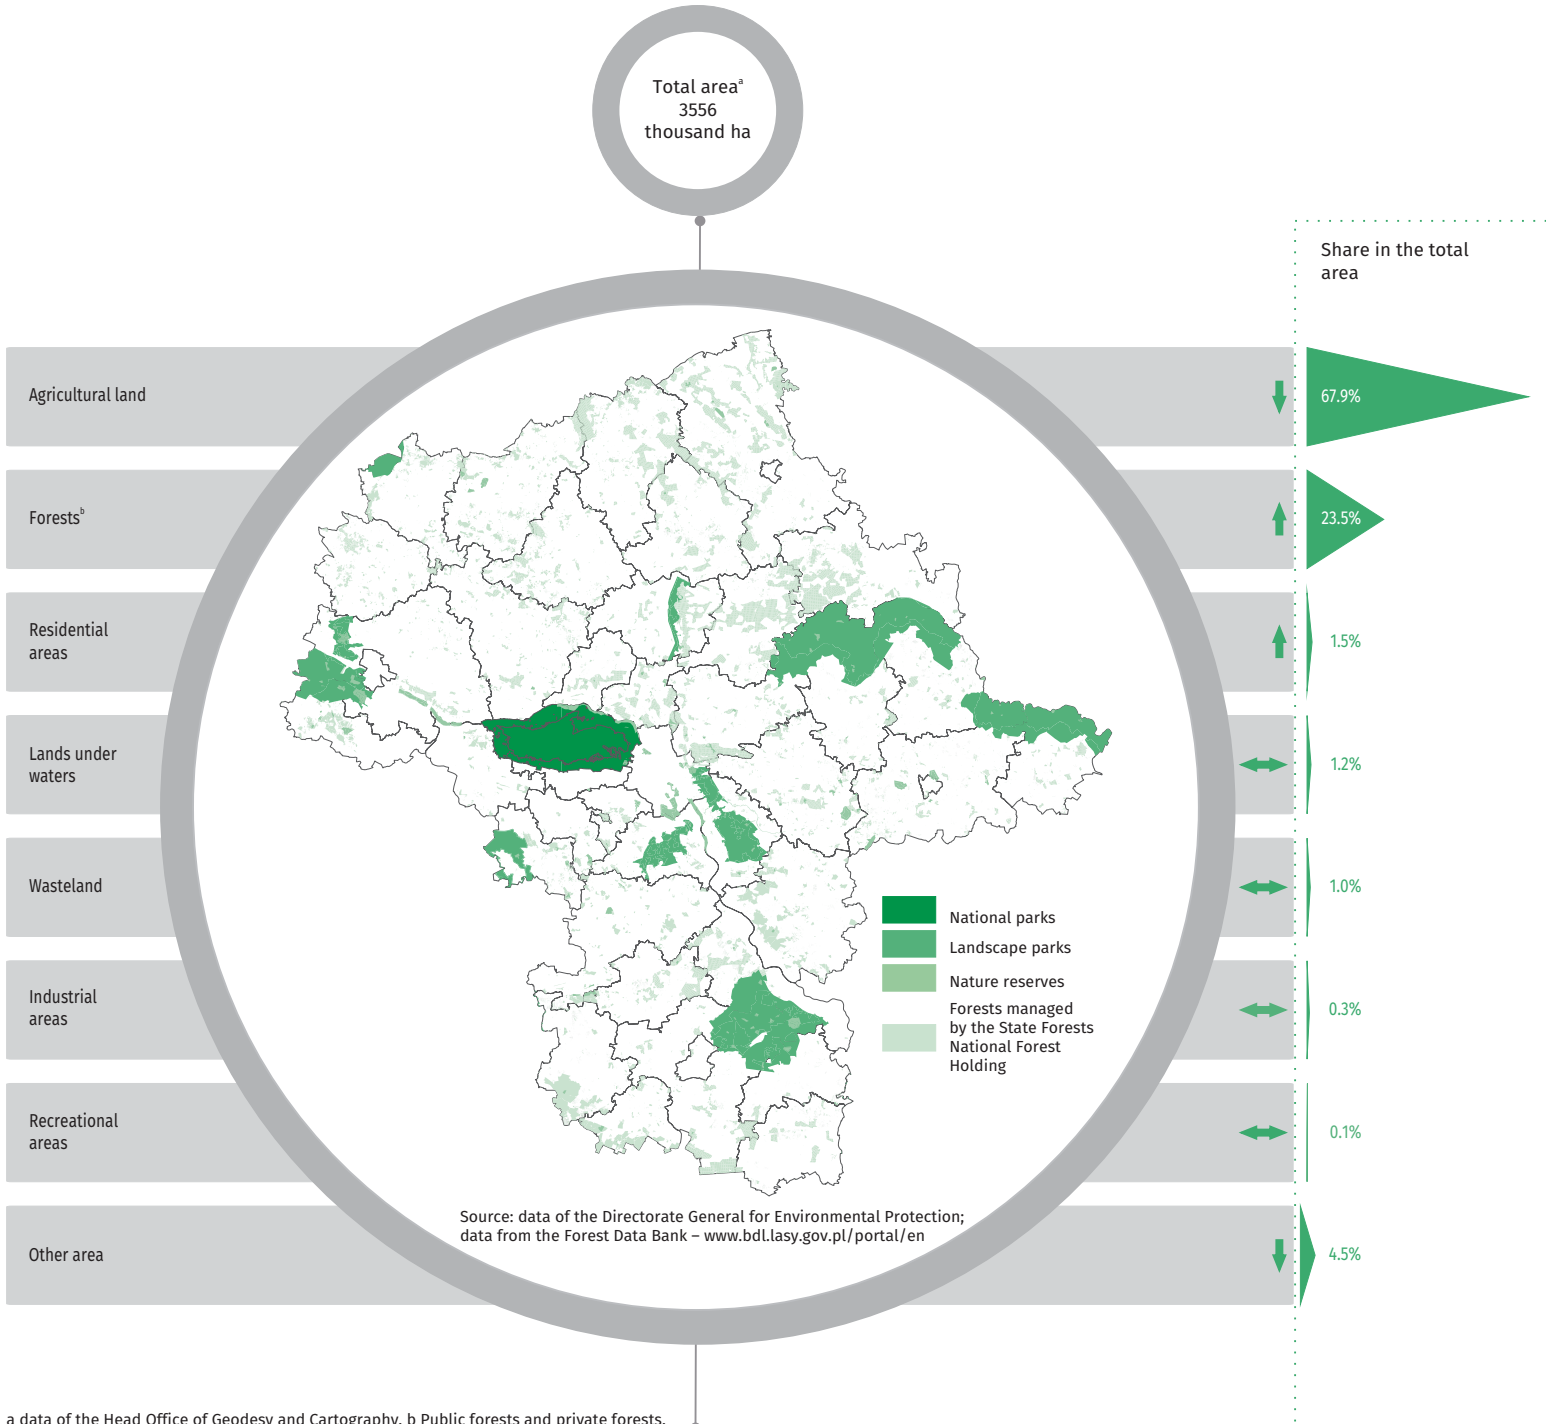 Total areaᵃ
3556
thousand ha
Share in the total
area
Agricultural land
67.9%
Forestsᵇ
23.5%
Residential
areas
1.5%
Lands under
waters
1.2%
Wasteland
1.0%
Industrial
areas
0.3%
Recreational
areas
0.1%
Other area
4.5%
National parks
Landscape parks
Nature reserves
Forests managed
by the State Forests
National Forest
Holding
Source: data of the Directorate General for Environmental Protection;
data from the Forest Data Bank – www.bdl.lasy.gov.pl/portal/en
a data of the Head Office of Geodesy and Cartography. b Public forests and private forests.